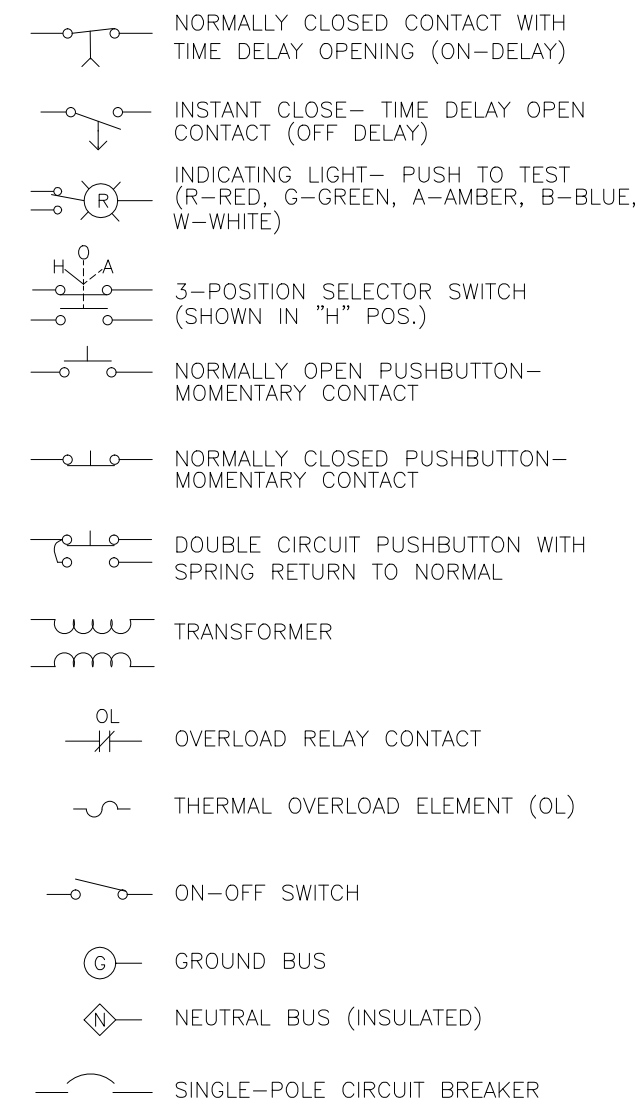 NORMALLY CLOSED CONTACT WITH
TIME DELAY OPENING (ON-DELAY)
INSTANT CLOSE- TIME DELAY OPEN
CONTACT (OFF DELAY)
INDICATING LIGHT- PUSH TO TEST
R
(R-RED, G-GREEN, A-AMBER, B-BLUE,
W-WHITE)
O
H A
3-POSITION SELECTOR SWITCH
(SHOWN IN "H" POS.)
NORMALLY OPEN PUSHBUTTON-
MOMENTARY CONTACT
NORMALLY CLOSED PUSHBUTTON-
MOMENTARY CONTACT
DOUBLE CIRCUIT PUSHBUTTON WITH
SPRING RETURN TO NORMAL
TRANSFORMER
OL
OVERLOAD RELAY CONTACT
THERMAL OVERLOAD ELEMENT (OL)
ON-OFF SWITCH
G GROUND BUS
N NEUTRAL BUS (INSULATED)
SINGLE-POLE CIRCUIT BREAKER